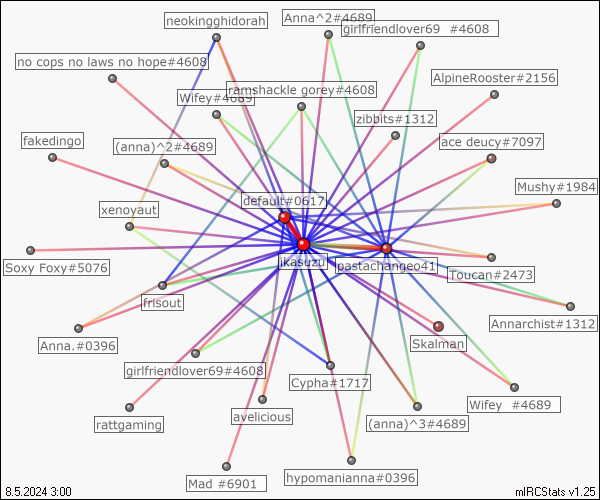 neokingghidorah
Anna^2#4689
girlfriendlover69 #4608
no cops no laws no hope#4608
AlpineRooster#2156
ramshackle gorey#4608
Wifey#4689
zibbits#1312
fakedingo
(anna)^2#4689
ace deucy#7097
Mushy#1984
default#0617
xenoyaut
jkasuzu
pastachangeo41
Soxy Foxy#5076
Toucan#2473
frisout
Annarchist#1312
Anna.#0396
Skalman
girlfriendlover69#4608
Cypha#1717
Wifey #4689
rattgaming
avelicious
(anna)^3#4689
Mad #6901
hypomanianna#0396
8.5.2024 3:00
mIRCStats v1.25